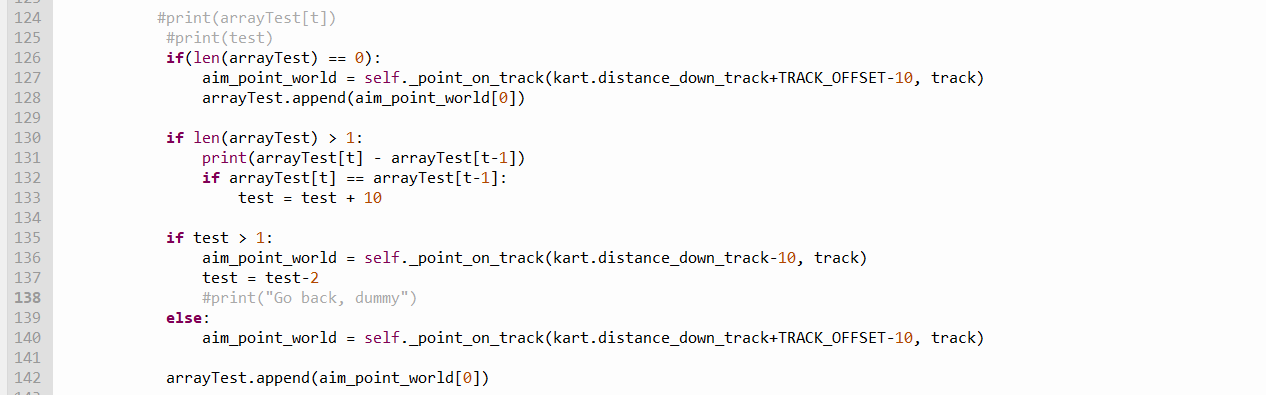 124 #print(arrayTest[t])
125 #print(test)
126 if(len(arrayTest) == 0):
127 aim_point_world = self._point_on_track(kart.distance_down_track+TRACK_OFFSET-10, track)
128 arrayTest.append(aim_point_world[0])
129
130 if len(arrayTest) > 1:
131 print(arrayTest[t] - arrayTest[t-1])
132 if arrayTest[t] == arrayTest[t-1]:
133 test = test + 10
134
135 if test > 1:
136 aim_point_world = self._point_on_track(kart.distance_down_track-10, track)
137 test = test-2
138 #print("Go back, dummy")
139 else:
140 aim_point_world = self._point_on_track(kart.distance_down_track+TRACK_OFFSET-10, track)
141
142 arrayTest.append(aim_point_world[0])